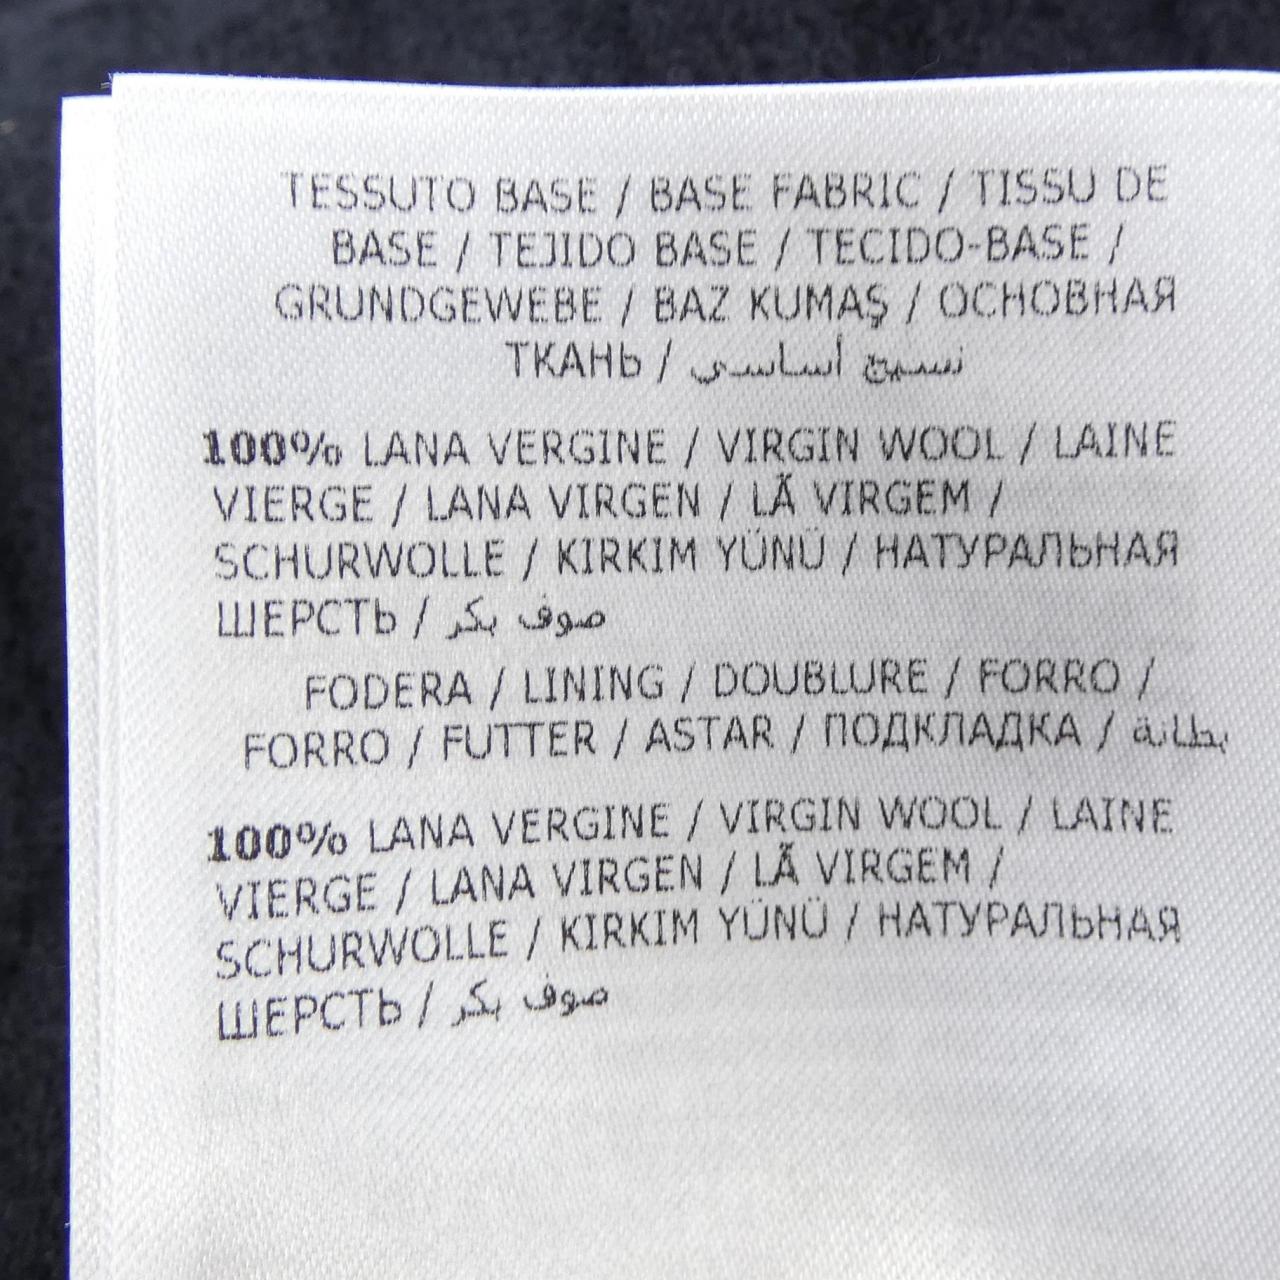 TESSUTO BASE / BASE FABRIC / TISSU DE
BASE / TEJIDO BASE / TECIDO-BASE /
GRUNDGEWEBE / BAZ KUMAŞ / ОСНОВНАЯ
ТКАНЬ / نسيج أساسي
100% LANA VERGINE / VIRGIN WOOL / LAINE
VIERGE / LANA VIRGEN / LÃ VIRGEM /
SCHURWOLLE / KIRKIM YÜNÜ / НАТУРАЛЬНАЯ
ШЕРСТЬ / صوف بكر
FODERA / LINING / DOUBLURE / FORRO /
FORRO / FUTTER / ASTAR / ПОДКЛАДКА / بطانة
100% LANA VERGINE / VIRGIN WOOL / LAINE
VIERGE / LANA VIRGEN / LÃ VIRGEM /
SCHURWOLLE / KIRKIM YÜNÜ / НАТУРАЛЬНАЯ
ШЕРСТЬ / صوف بكر